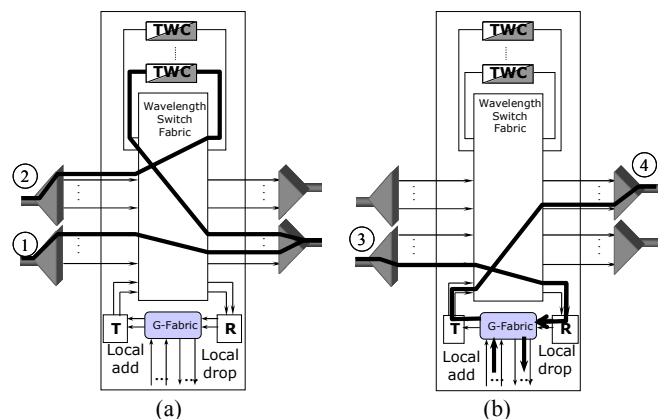 TWC
TWC
Wavelength
Switch
Fabric
2
1
T
G-Fabric
R
Local
add
Local
drop
(a)
TWC
TWC
Wavelength
Switch
Fabric
4
3
T
G-Fabric
R
Local
add
Local
drop
(b)